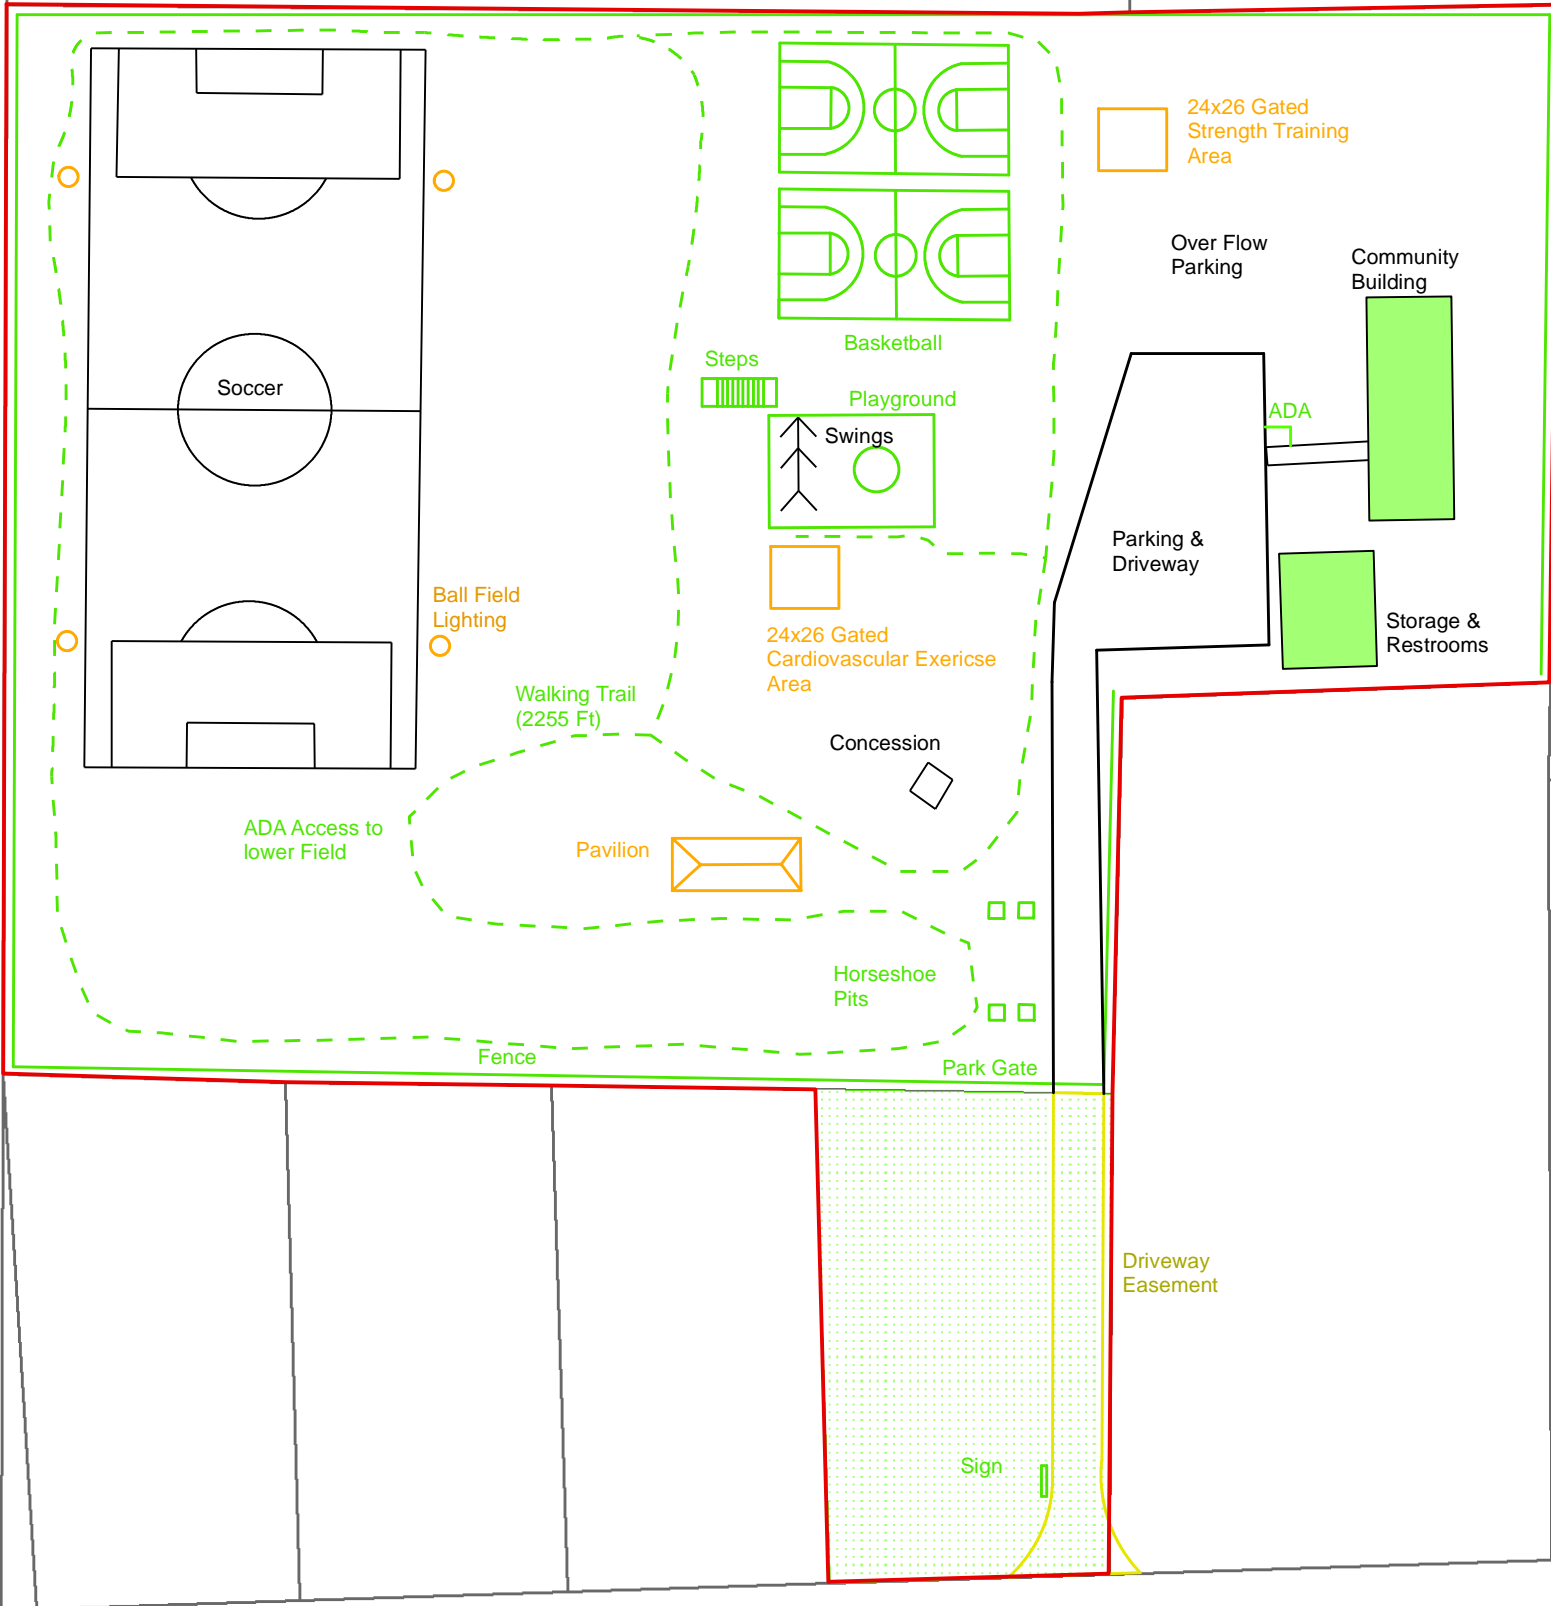 24x26 Gated
Strength Training
Area
Over Flow
Parking
Community
Building
Basketball
Steps
Soccer
Playground
ADA
Swings
Parking &
Driveway
Ball Field
Lighting
24x26 Gated
Cardiovascular Exericse
Area
Storage &
Restrooms
Walking Trail
(2255 Ft)
Concession
ADA Access to
lower Field
Pavilion
Horseshoe
Pits
Fence
Park Gate
Driveway
Easement
Sign